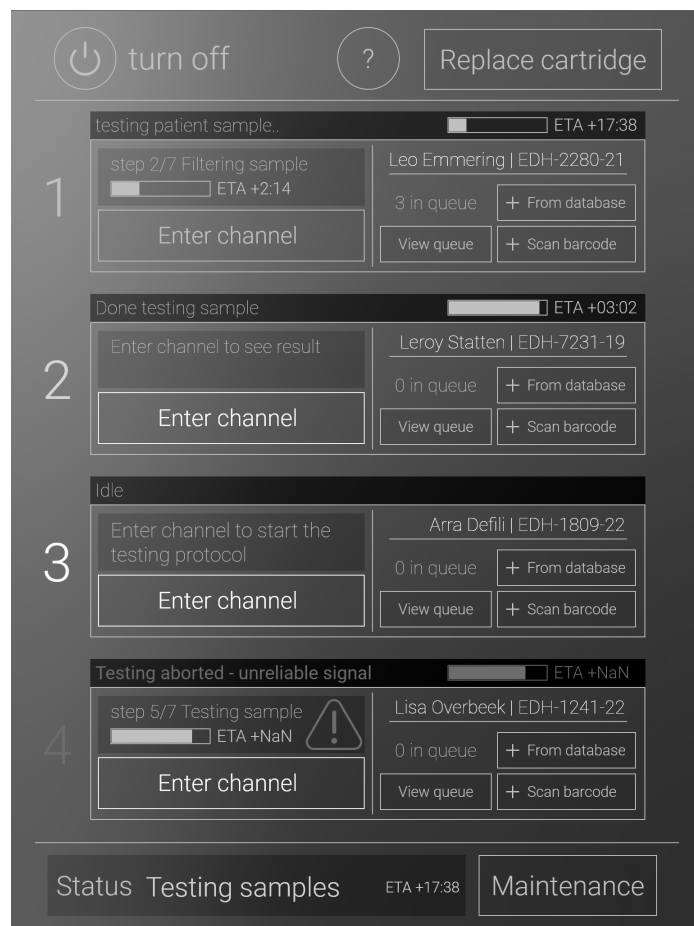 turn off
?
Replace cartridge
1
testing patient sample..
ETA +17:38
step 2/7 Filtering sample
ETA +2:14
Enter channel
Leo Emmering | EDH-2280-21
3 in queue
+ From database
View queue
+ Scan barcode
2
Done testing sample
ETA +03:02
Enter channel to see result
Enter channel
Leroy Statten | EDH-7231-19
0 in queue
+ From database
View queue
+ Scan barcode
3
Idle
Enter channel to start the
testing protocol
Enter channel
Arra Defili | EDH-1809-22
0 in queue
+ From database
View queue
+ Scan barcode
4
Testing aborted - unreliable signal
ETA +NaN
step 5/7 Testing sample
ETA +NaN
Enter channel
Lisa Overbeek | EDH-1241-22
0 in queue
+ From database
View queue
+ Scan barcode
Status Testing samples
ETA +17:38
Maintenance